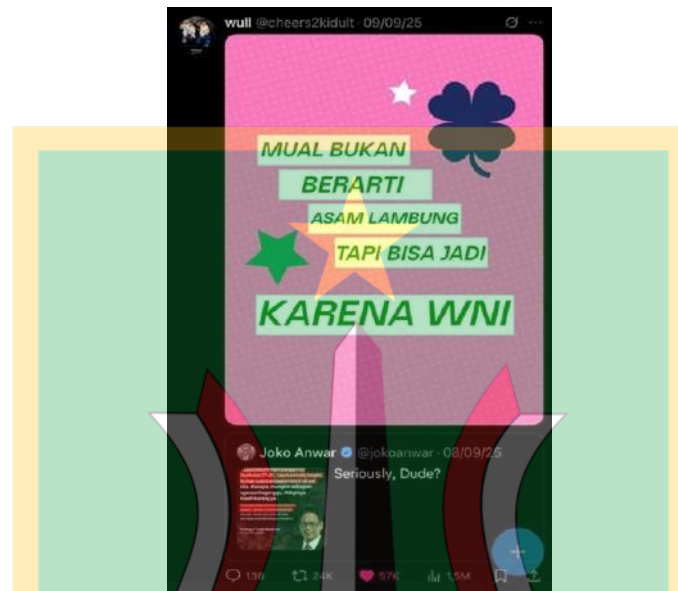 wull @cheers2kidult · 09/09/25
MUAL BUKAN
BERARTI
ASAM LAMBUNG
TAPI BISA JADI
KARENA WNI
Joko Anwar @jokoanwar · 08/09/25
Seriously, Dude?
136 24K 57K 1,5M